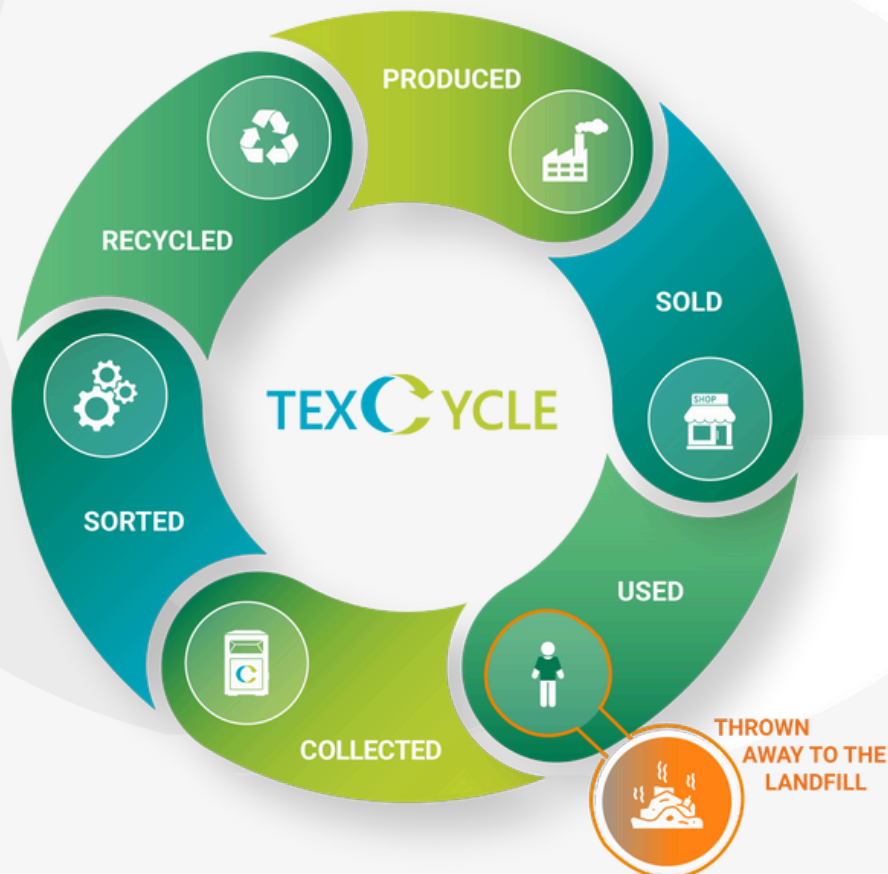 PRODUCED
RECYCLED
SOLD
SHOP
TEXCYCLE
SORTED
USED
COLLECTED
THROWN
AWAY TO THE
LANDFILL